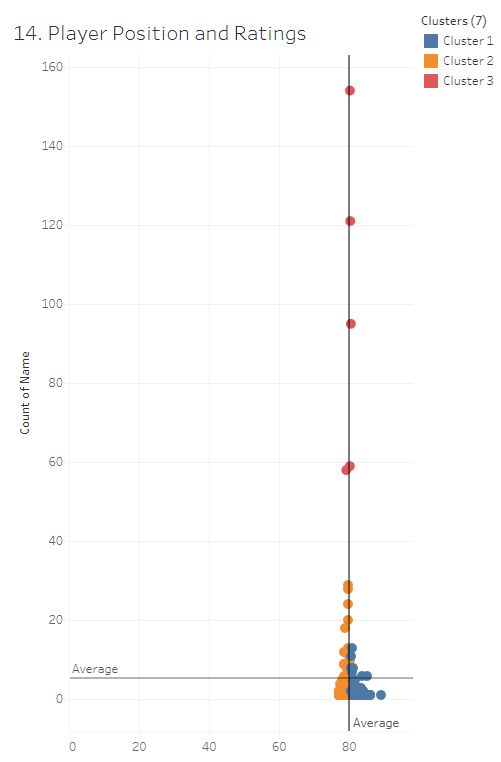 14. Player Position and Ratings
Clusters (7)
Cluster 1
Cluster 2
Cluster 3
160
140
120
100
80
60
40
20
0
Count of Name
Average
Average
0 20 40 60 80